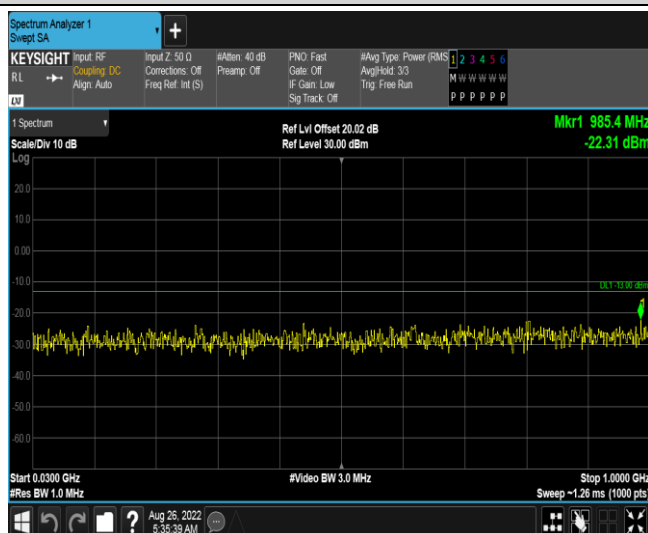 Spectrum Analyzer 1
Swept SA
+
KEYSIGHT
RL
LXI
Input: RF
Coupling: DC
Align: Auto
Input Z: 50 Ω
Corrections: Off
Freq Ref: Int (S)
#Atten: 40 dB
Preamp: Off
PNO: Fast
Gate: Off
IF Gain: Low
Sig Track: Off
#Avg Type: Power (RMS
Avg|Hold: 3/3
Trig: Free Run
1 2 3 4 5 6
M W W W W W
P P P P P P
1 Spectrum
Scale/Div 10 dB
Ref Lvl Offset 20.02 dB
Ref Level 30.00 dBm
Mkr1 985.4 MHz
-22.31 dBm
Log
20.0
10.0
0.00
-10.0
DL1 -13.00 dBm
-20.0
-30.0
-40.0
-50.0
-60.0
Start 0.0300 GHz
#Res BW 1.0 MHz
#Video BW 3.0 MHz
Stop 1.0000 GHz
Sweep ~1.26 ms (1000 pts)
?
Aug 26, 2022
5:35:39 AM